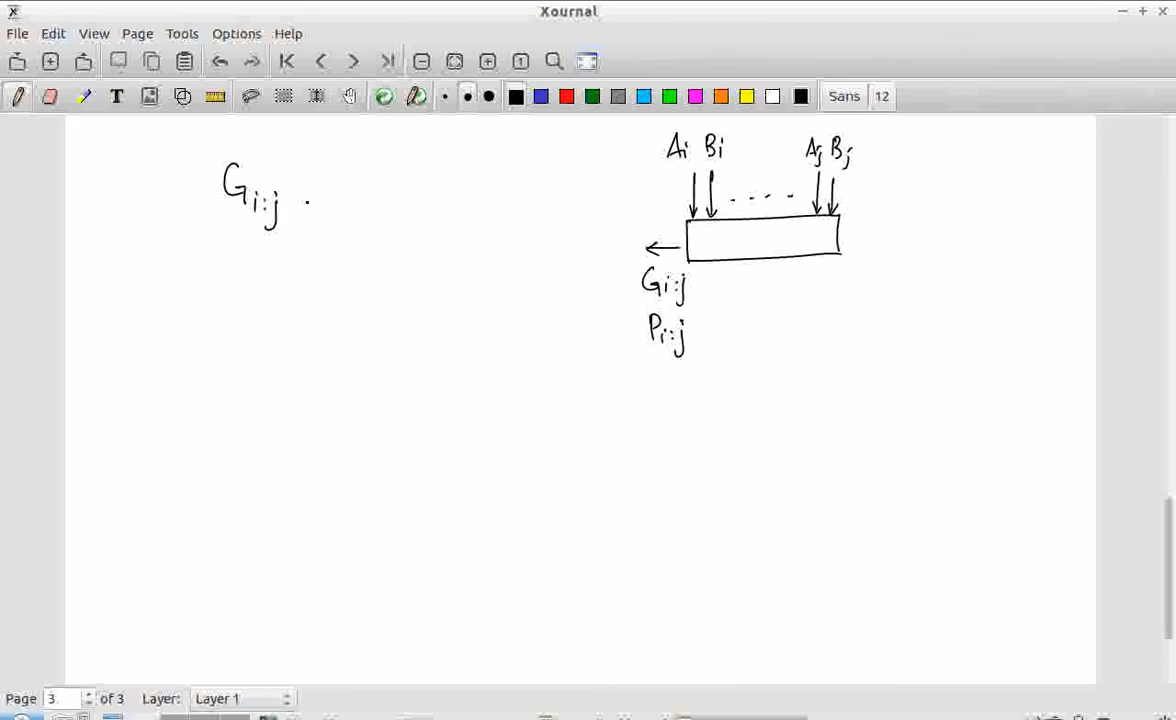 Xournal
File Edit View Page Tools Options Help
Sans 12
Ai Bi Aj Bj
Gi:j
Gi:j
Pi:j
Page 3 of 3 Layer: Layer 1